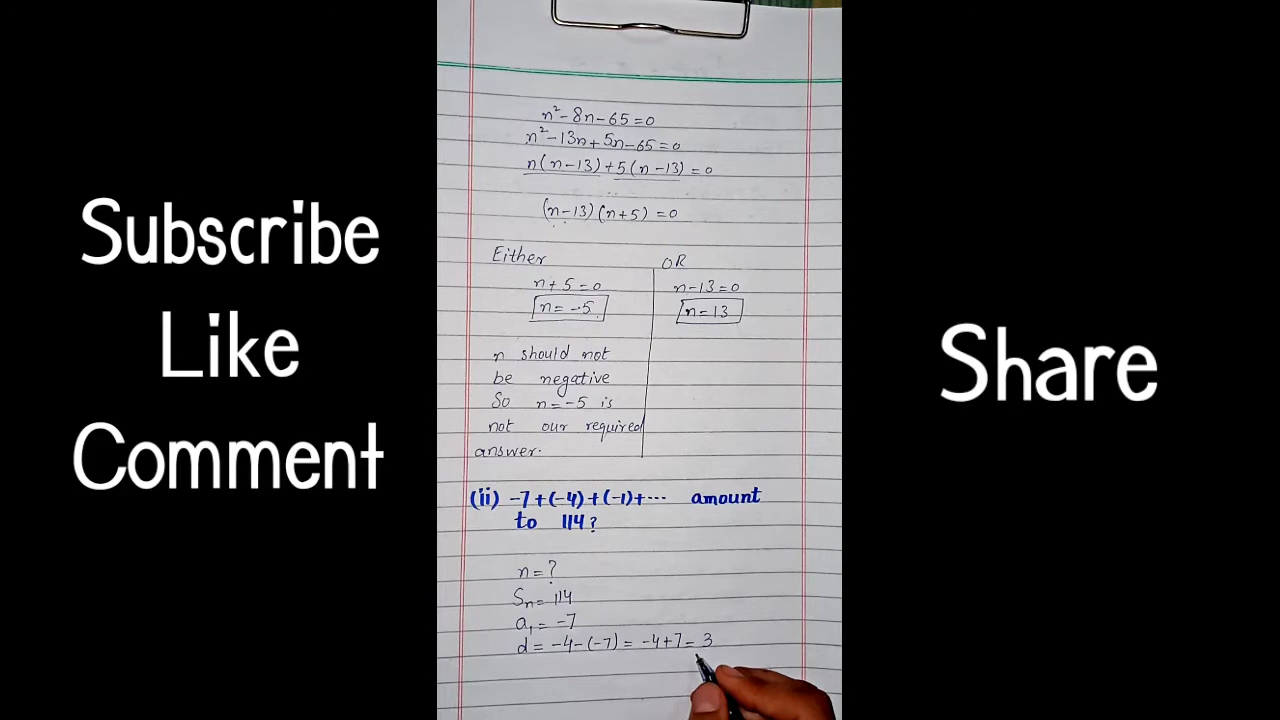 Subscribe
Like
Comment
n²-8n-65=0
n²-13n+5n-65=0
n(n-13)+5(n-13)=0
(n-13)(n+5)=0
Either
OR
n+5=0
n-13=0
n=-5
n=13
n should not
be negative
So n=-5 is
not our required
answer.
(ii) -7+(-4)+(-1)+... amount
to 114?
n=?
Sn=114
a₁=-7
d=-4-(-7)=-4+7=3
Share